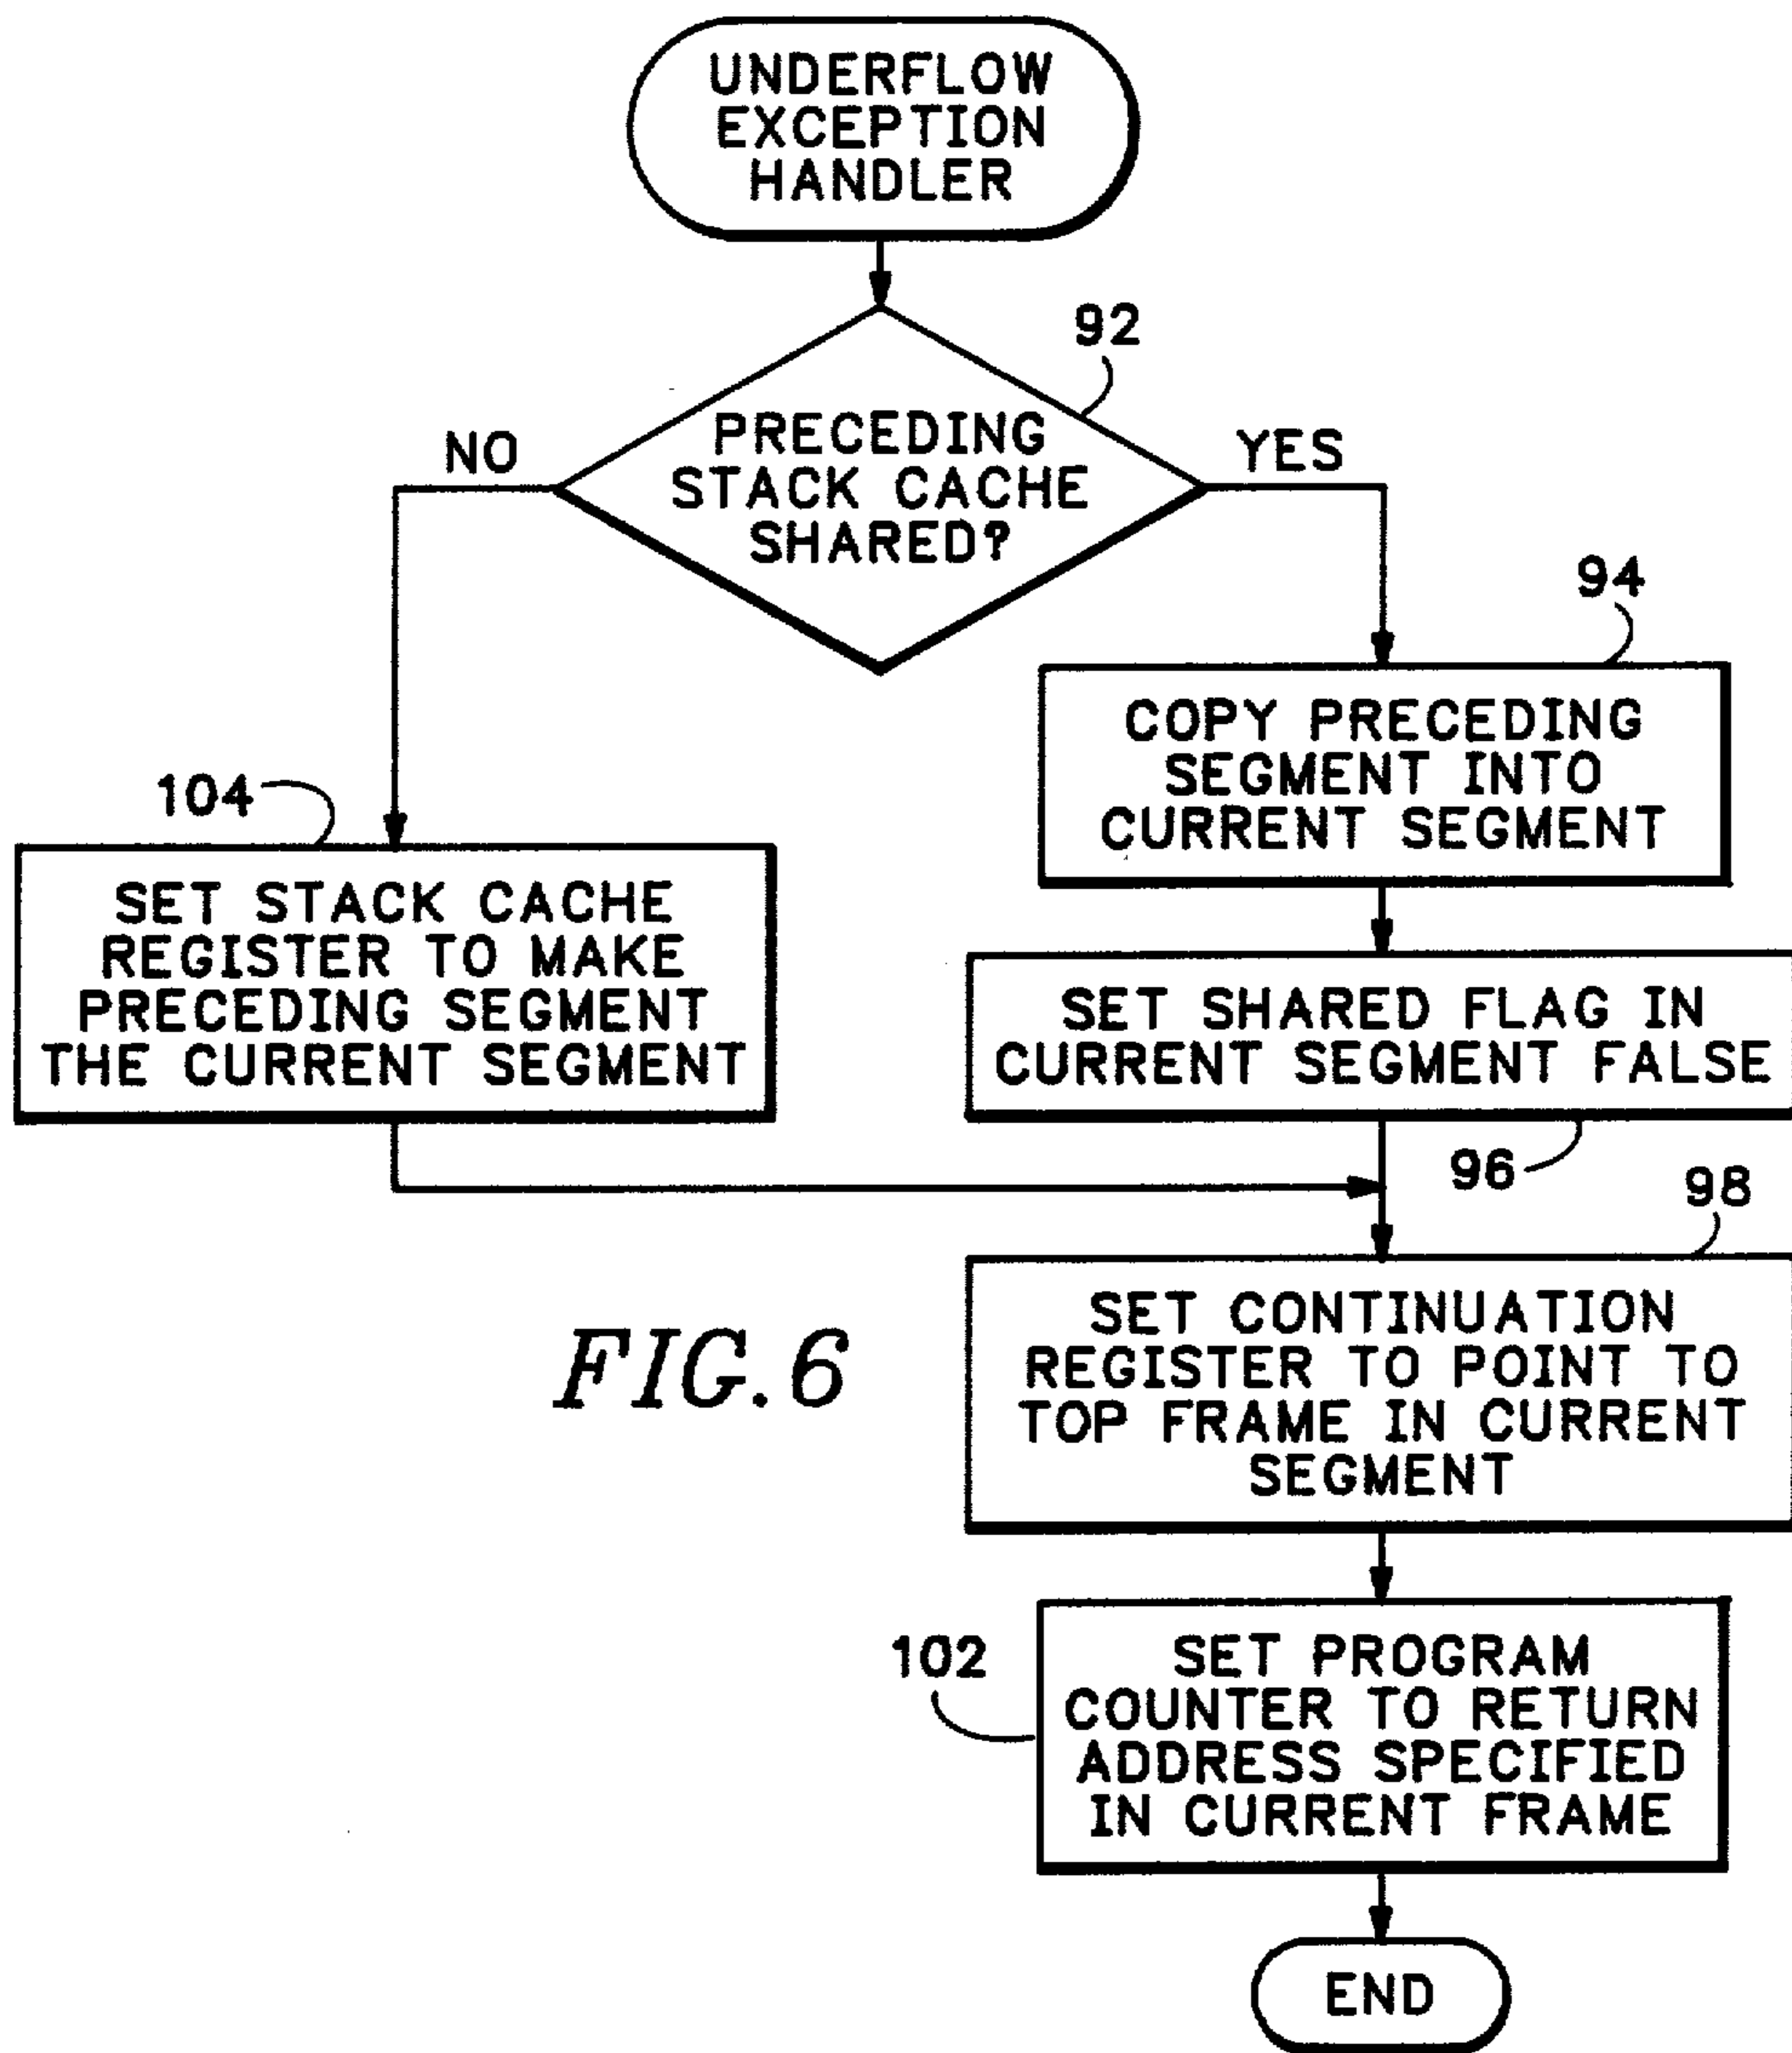 UNDERFLOW
EXCEPTION
HANDLER
92
PRECEDING
STACK CACHE
SHARED?
NO
YES
94
COPY PRECEDING
SEGMENT INTO
CURRENT SEGMENT
104
SET STACK CACHE
REGISTER TO MAKE
PRECEDING SEGMENT
THE CURRENT SEGMENT
SET SHARED FLAG IN
CURRENT SEGMENT FALSE
96
98
SET CONTINUATION
REGISTER TO POINT TO
TOP FRAME IN CURRENT
SEGMENT
FIG.6
102
SET PROGRAM
COUNTER TO RETURN
ADDRESS SPECIFIED
IN CURRENT FRAME
END